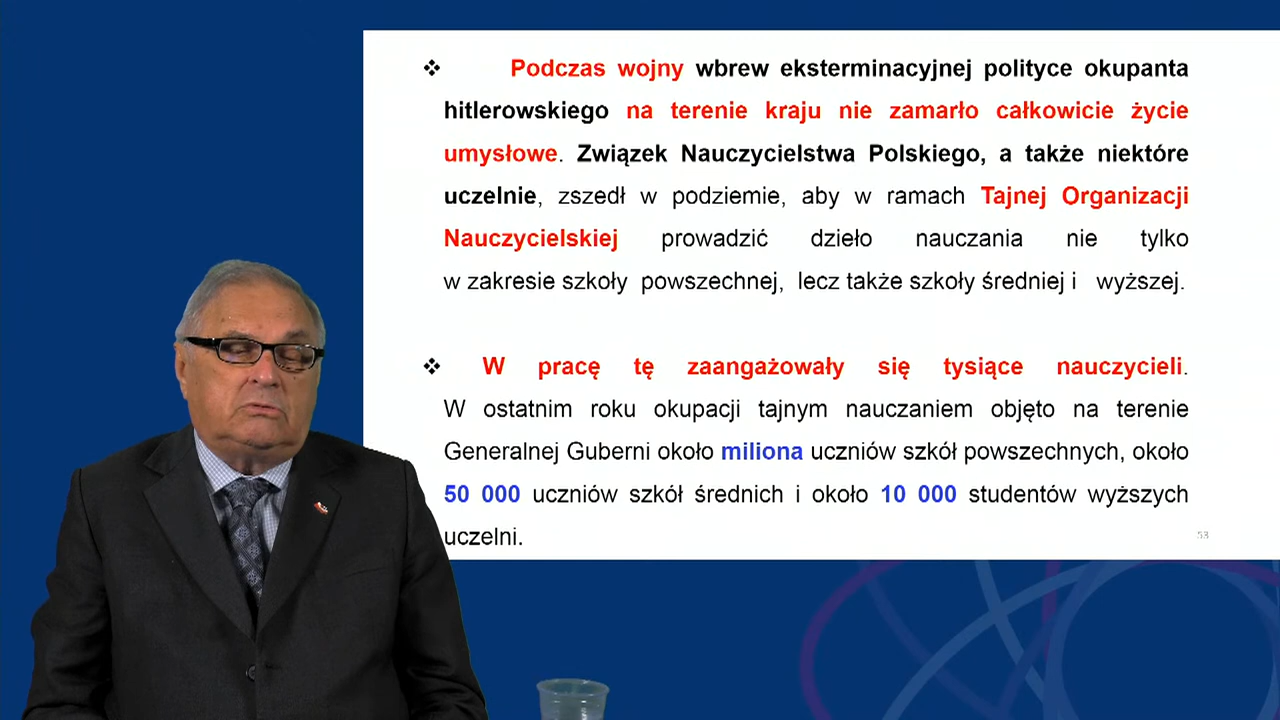 ❖ Podczas wojny wbrew eksterminacyjnej polityce okupanta
hitlerowskiego na terenie kraju nie zamarło całkowicie życie
umysłowe. Związek Nauczycielstwa Polskiego, a także niektóre
uczelnie, zszedł w podziemie, aby w ramach Tajnej Organizacji
Nauczycielskiej prowadzić dzieło nauczania nie tylko
w zakresie szkoły powszechnej, lecz także szkoły średniej i wyższej.
❖ W pracę tę zaangażowały się tysiące nauczycieli.
W ostatnim roku okupacji tajnym nauczaniem objęto na terenie
Generalnej Guberni około miliona uczniów szkół powszechnych, około
50 000 uczniów szkół średnich i około 10 000 studentów wyższych
uczelni.
53